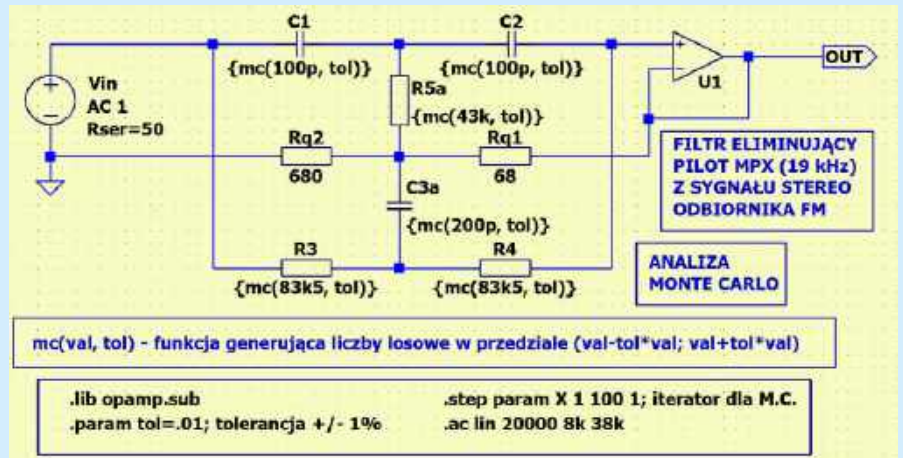 C1
C2
{mc(100p, tol)}
{mc(100p, tol)}
+
OUT
Vin
AC 1
Rser=50
R5a
{mc(43k, tol)}
U1
Rq2
680
Rq1
68
FILTR ELIMINUJĄCY
PILOT MPX (19 kHz)
Z SYGNAŁU STEREO
ODBIORNIKA FM
C3a
{mc(200p, tol)}
R3
{mc(83k5, tol)}
R4
{mc(83k5, tol)}
ANALIZA
MONTE CARLO
mc(val, tol) - funkcja generująca liczby losowe w przedziale (val-tol*val; val+tol*val)
.lib opamp.sub
.param tol=.01; tolerancja +/- 1%
.step param X 1 100 1; iterator dla M.C.
.ac lin 20000 8k 38k